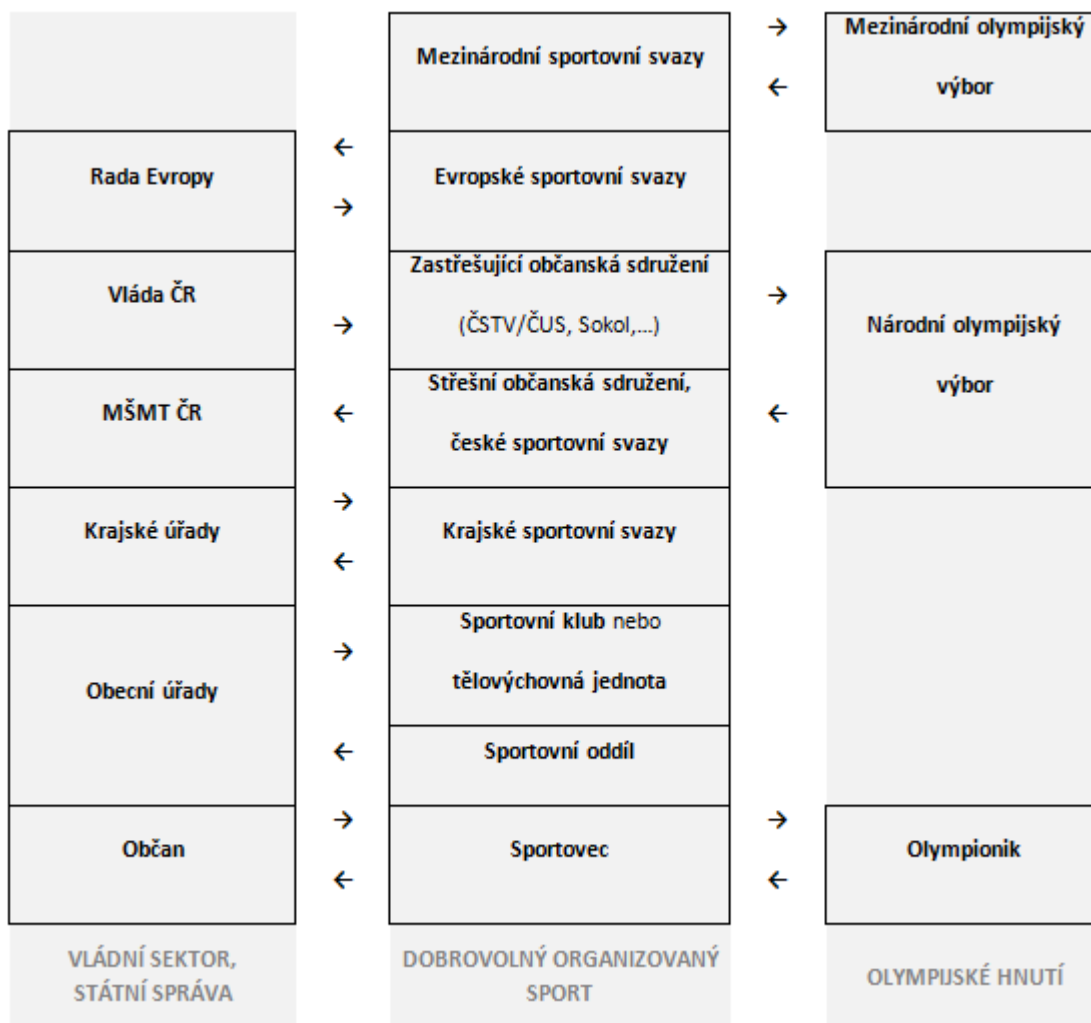 →
Mezinárodní sportovní svazy
←
Mezinárodní olympijský
výbor
Rada Evropy
←
→
Evropské sportovní svazy
Vláda ČR
→
Zastřešující občanská sdružení
(ČSTV/ČUS, Sokol,...)
→
Národní olympijský
výbor
MŠMT ČR
←
Střešní občanská sdružení,
české sportovní svazy
←
Krajské úřady
→
←
Krajské sportovní svazy
Obecní úřady
→
Sportovní klub nebo
tělovýchovná jednota
←
Sportovní oddíl
Občan
→
←
Sportovec
→
←
Olympionik
VLÁDNÍ SEKTOR,
STÁTNÍ SPRÁVA
DOBROVOLNÝ ORGANIZOVANÝ
SPORT
OLYMPIJSKÉ HNUTÍ